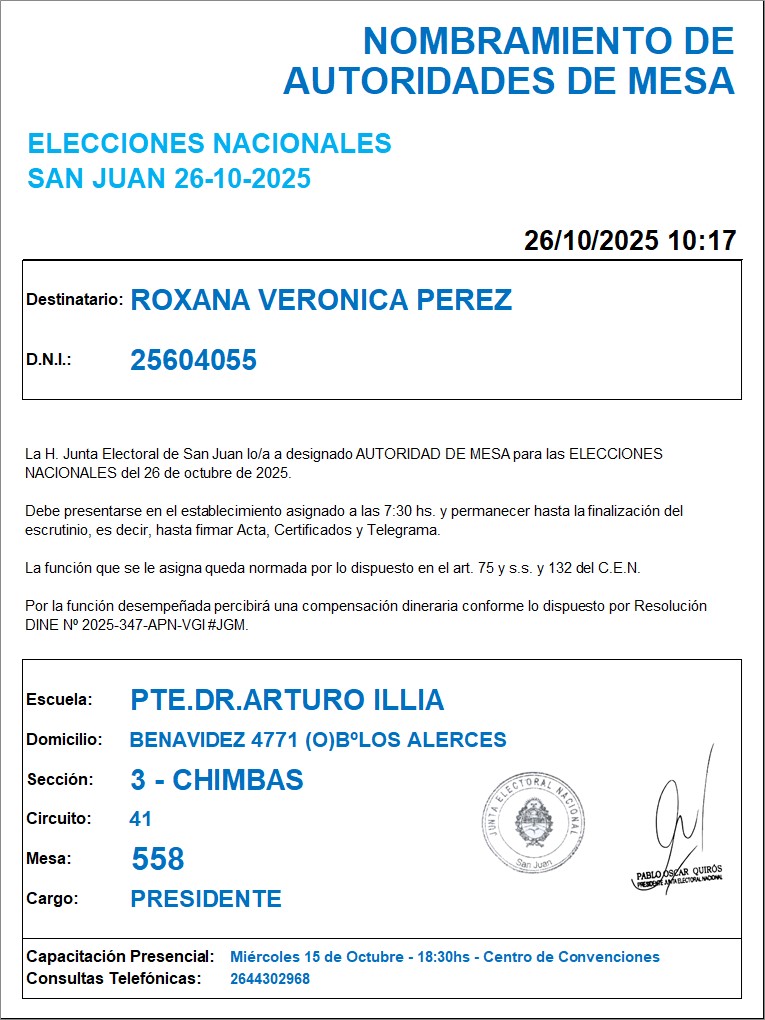 NOMBRAMIENTO DE
AUTORIDADES DE MESA
ELECCIONES NACIONALES
SAN JUAN 26-10-2025
26/10/2025 10:17
Destinatario: ROXANA VERONICA PEREZ
D.N.I.: 25604055
La H. Junta Electoral de San Juan lo/a a designado AUTORIDAD DE MESA para las ELECCIONES
NACIONALES del 26 de octubre de 2025.
Debe presentarse en el establecimiento asignado a las 7:30 hs. y permanecer hasta la finalización del
escrutinio, es decir, hasta firmar Acta, Certificados y Telegrama.
La función que se le asigna queda normada por lo dispuesto en el art. 75 y s.s. y 132 del C.E.N.
Por la función desempeñada percibirá una compensación dineraria conforme lo dispuesto por Resolución
DINE Nº 2025-347-APN-VGI#JGM.
Escuela: PTE.DR.ARTURO ILLIA
Domicilio: BENAVIDEZ 4771 (O)BºLOS ALERCES
Sección: 3 - CHIMBAS
Circuito: 41
Mesa: 558
Cargo: PRESIDENTE
JUNTA ELECTORAL NACIONAL
San Juan
PABLO OSCAR QUIRÓS
PRESIDENTE JUNTA ELECTORAL NACIONAL
Capacitación Presencial: Miércoles 15 de Octubre - 18:30hs - Centro de Convenciones
Consultas Telefónicas: 2644302968